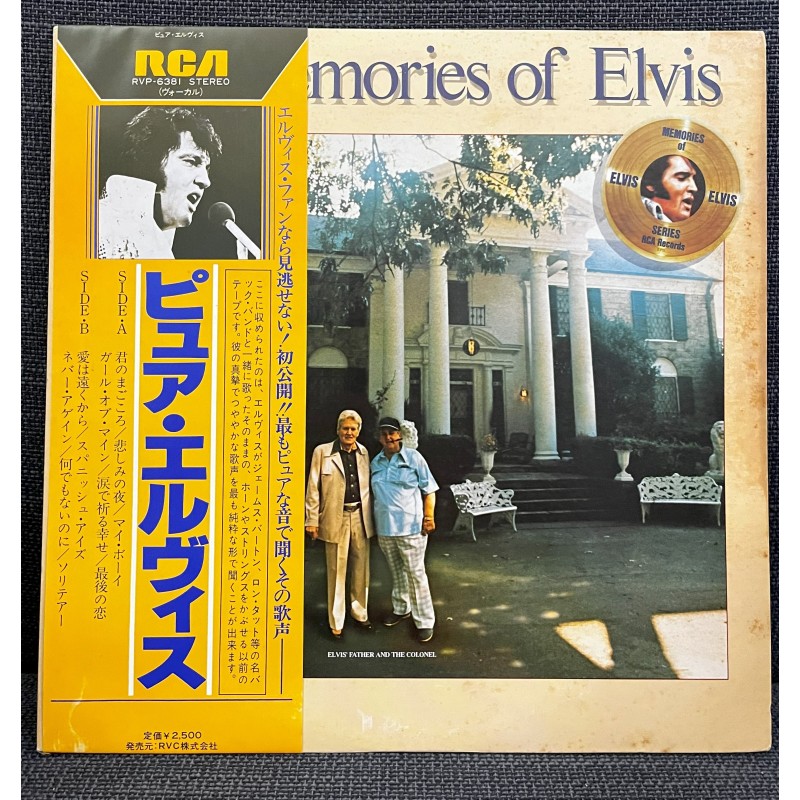 ピュア・エルヴィス
RCA
RVP-6381 STEREO
(ヴォーカル)
エルヴィス・ファンなら見逃せない!初公開!!最もピュアな音で聞くその歌声──
ここに収められたのは、エルヴィスがジェームス・バートン、ロン・タット等の名バ
ック・バンドと一緒に歌ったそのままの、ホーンやストリングスをかぶせる以前の
テープです。彼の真摯でつややかな歌声を最も純粋な形で聞くことが出来ます。
ピュア・エルヴィス
SIDE・A
君のまごころ/悲しみの夜/マイ・ボーイ
ガール・オブ・マイン/涙で祈る幸せ/最後の恋
SIDE・B
愛は遠くから/スパニッシュ・アイズ
ネバー・アゲイン/何でもないのに/ソリテアー
定価¥2,500
発売元:RVC株式会社
emories of Elvis
MEMORIES
of
ELVIS
ELVIS
SERIES
RCA Records
ELVIS' FATHER AND THE COLONEL